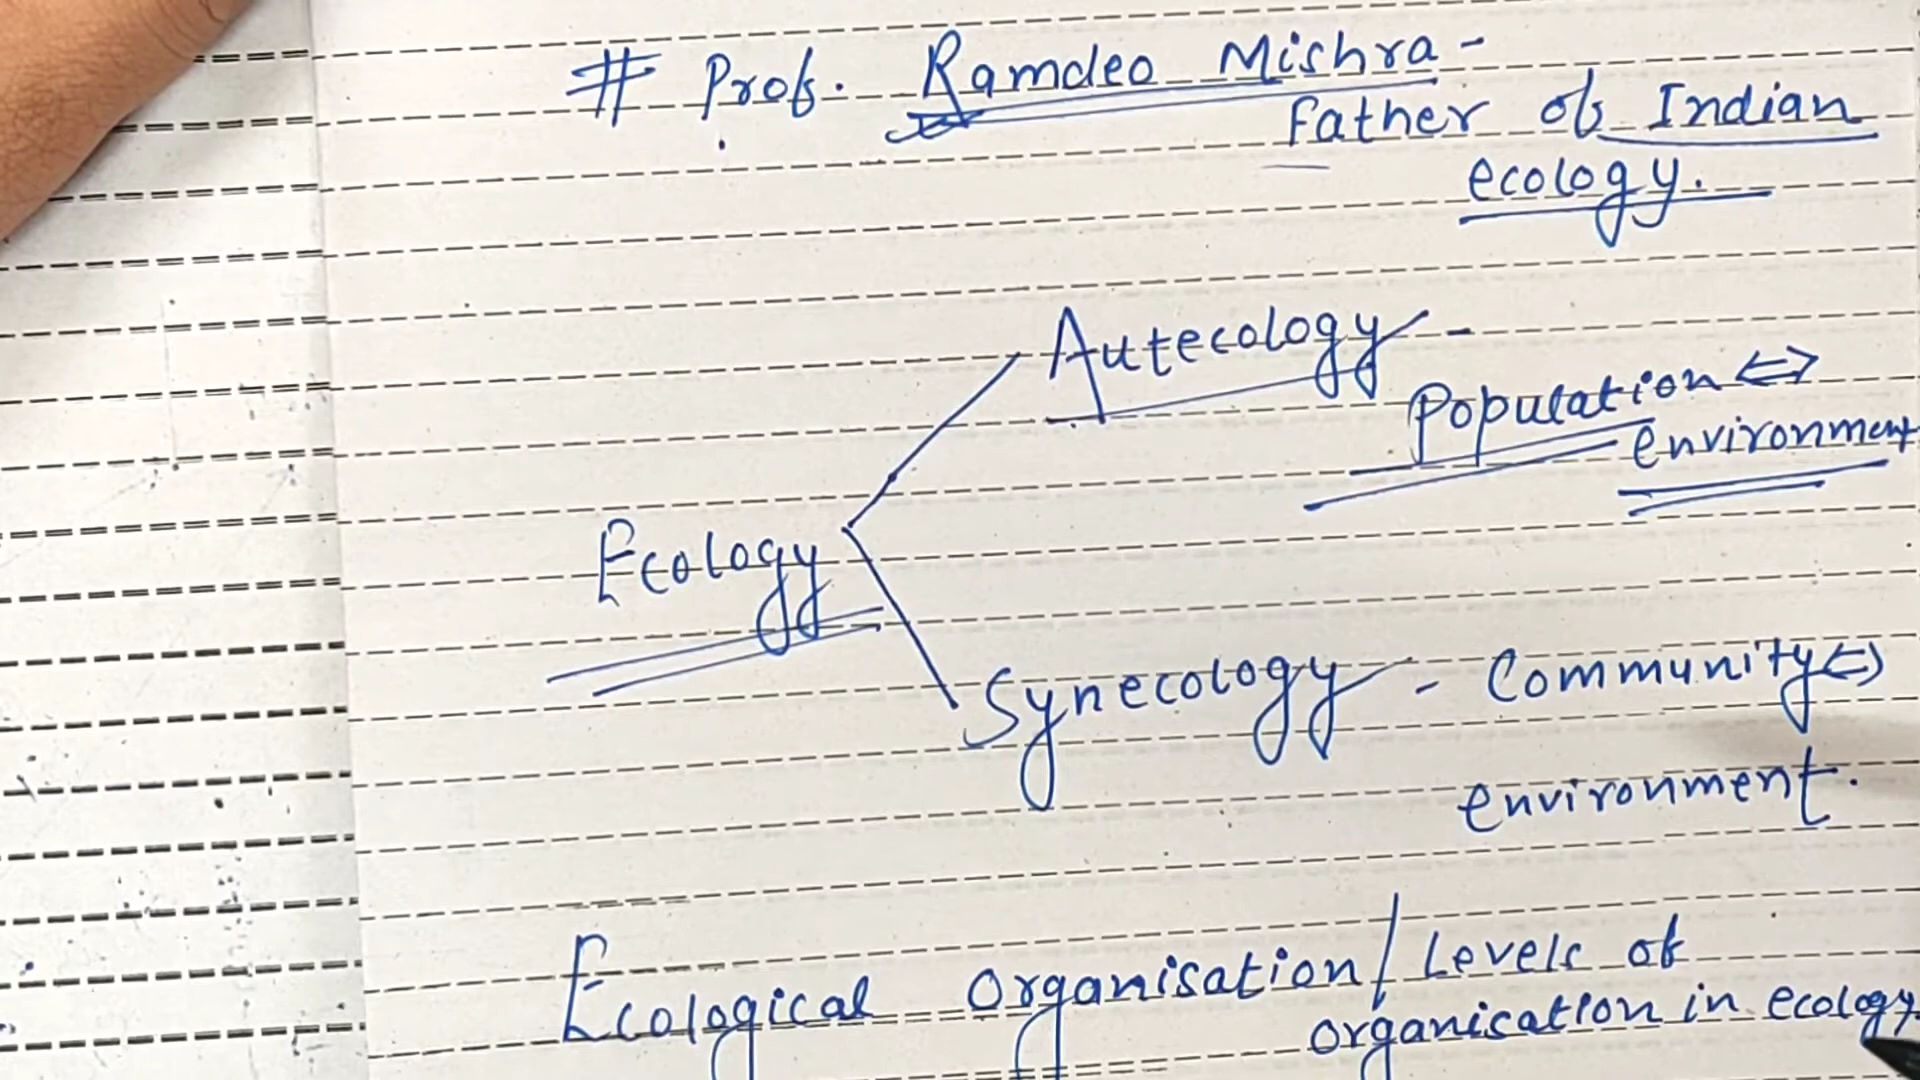 # Prof. Ramdeo Mishra -
Father of Indian
ecology.
Autecology -
Population ⇔
environment
Ecology
Synecology - Community ⇔
environment.
Ecological Organisation / Levels of
organisation in ecology